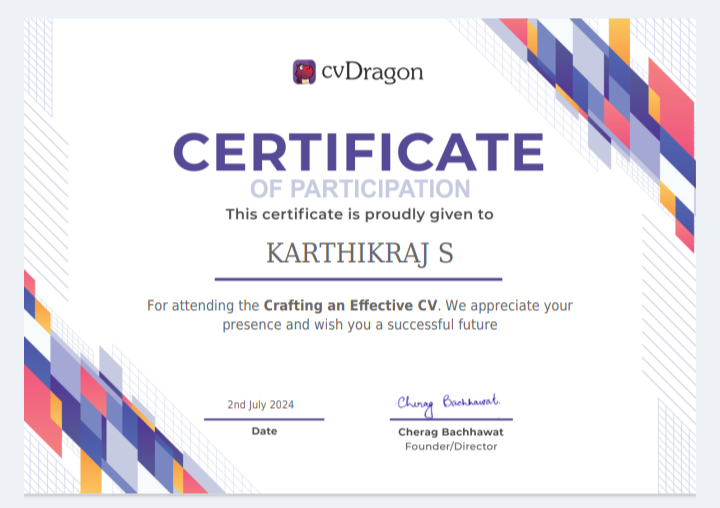 cvDragon
CERTIFICATE
OF PARTICIPATION
This certificate is proudly given to
KARTHIKRAJ S
For attending the Crafting an Effective CV. We appreciate your
presence and wish you a successful future
2nd July 2024
Date
Cherag Bachhawat
Cherag Bachhawat
Founder/Director